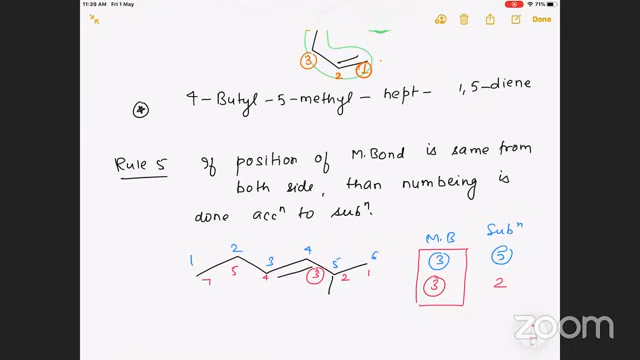 11:39 AM Fri 1 May
71%
Done
3
2
1
4-Butyl-5-methyl-hept-1,5-diene
Rule 5 If position of M.Bond is same from
both side, than numbeing is
done accⁿ to subⁿ.
M.B Subⁿ
1 2 3 4 5 6
7 5 4 3 2 1
3 5
3 2
zoom